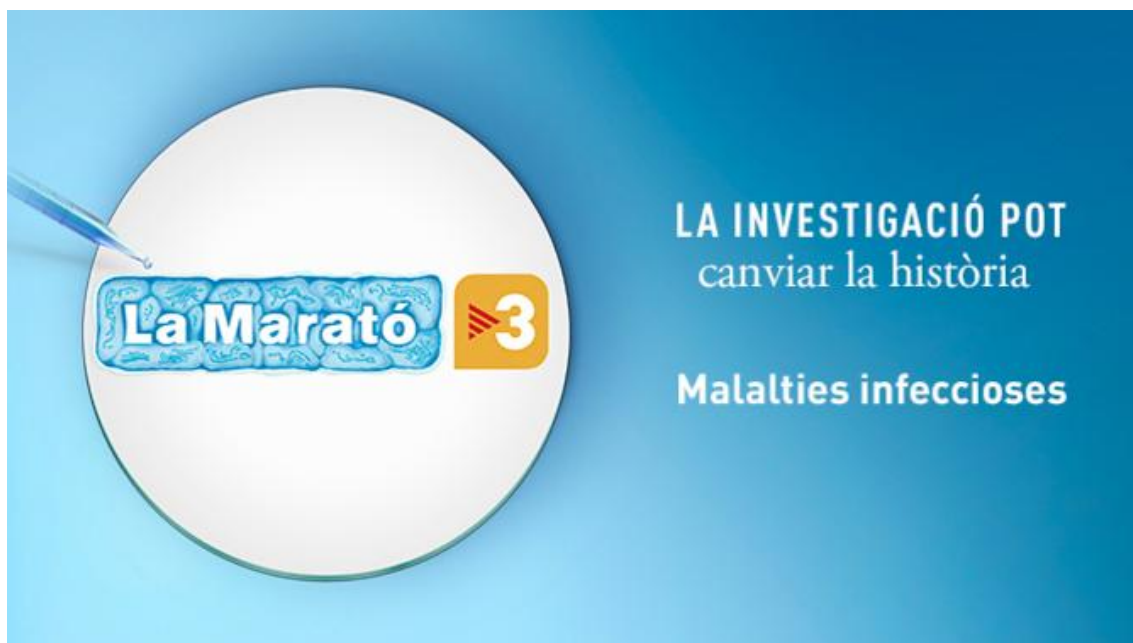 La Marató 3
LA INVESTIGACIÓ POT
canviar la història
Malalties infeccioses